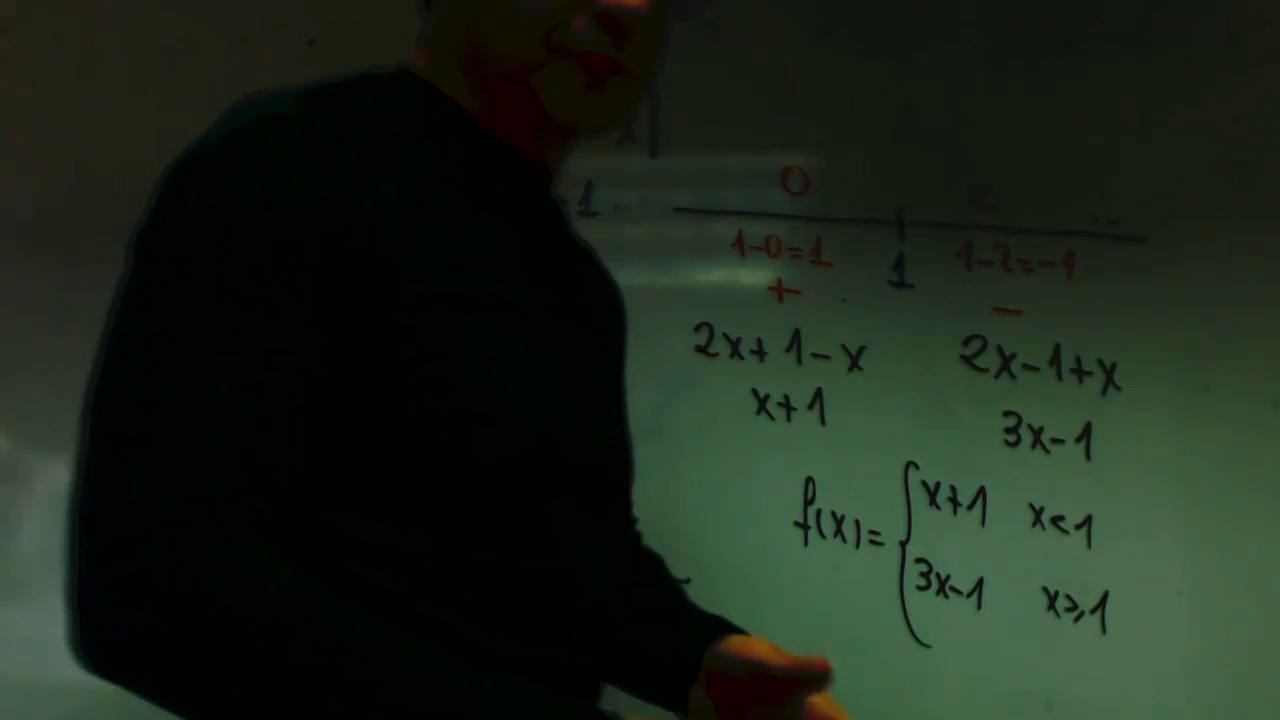 0
1
1-0=1 1 1-2=-1
+ −
2x+1-x 2x-1+x
x+1 3x-1
f(x)= { x+1 x<1
3x-1 x≥1